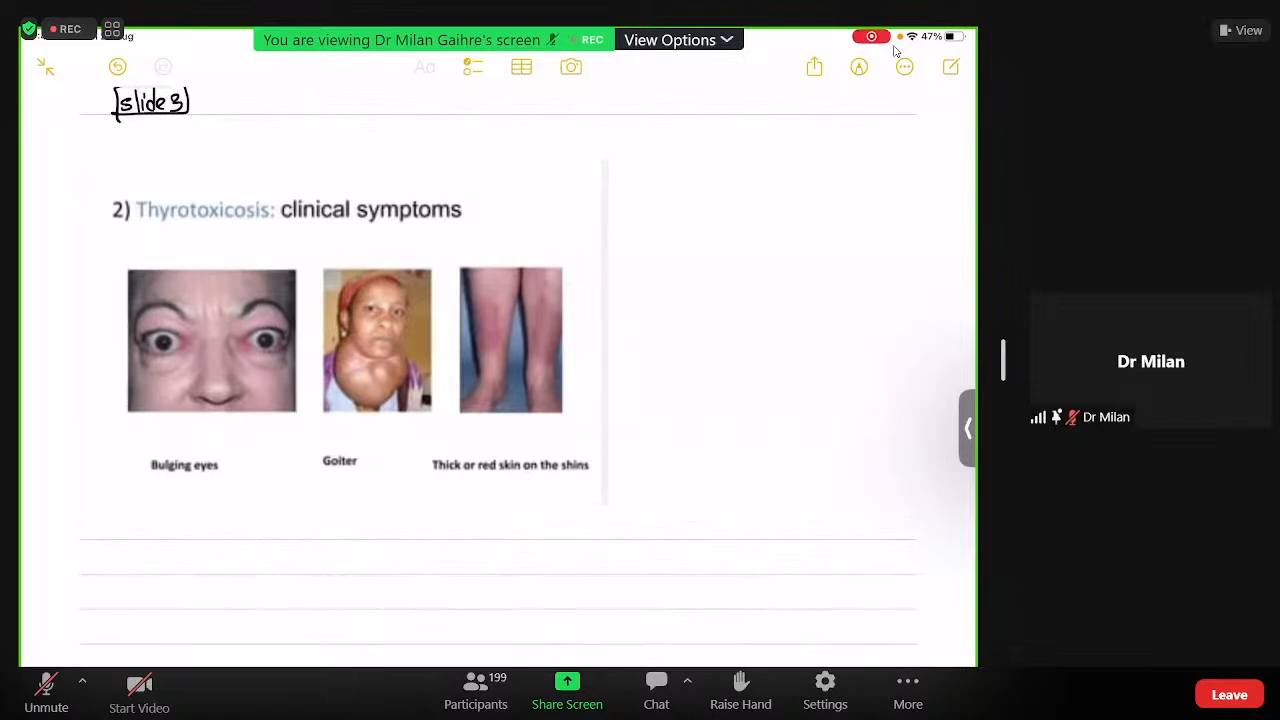 REC
You are viewing Dr Milan Gaihre's screen
REC
View Options
47%
View
Aa
[slide 3]
2) Thyrotoxicosis: clinical symptoms
Bulging eyes
Goiter
Thick or red skin on the shins
Dr Milan
Dr Milan
Unmute
Start Video
199
Participants
Share Screen
Chat
Raise Hand
Settings
More
Leave